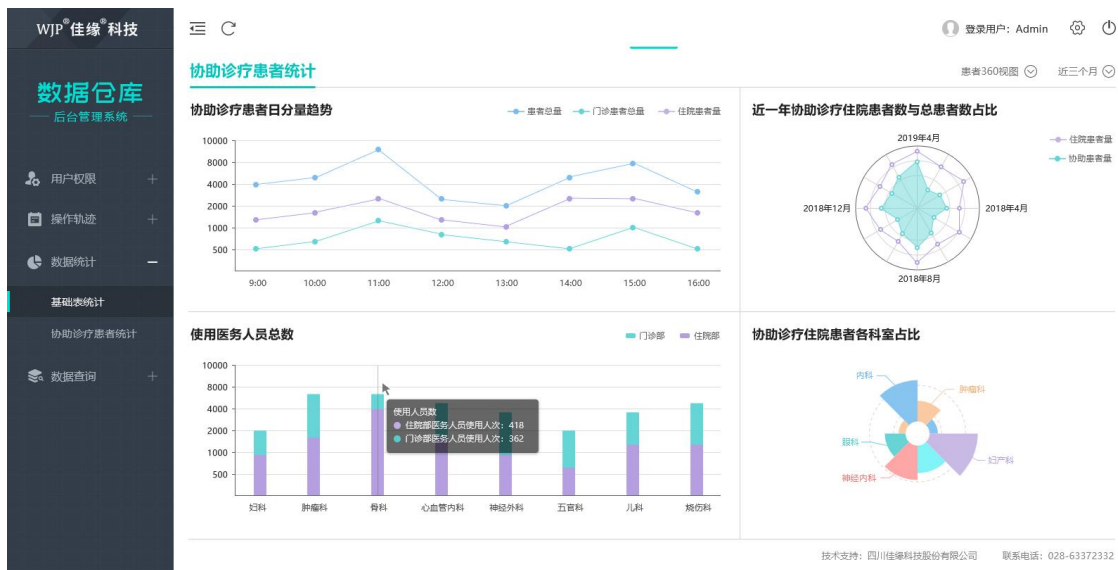 WJP®佳缘®科技
登录用户：Admin
数据仓库
后台管理系统
用户权限
操作轨迹
数据统计
基础表统计
协助诊疗患者统计
数据查询
协助诊疗患者统计
患者360视图
近三个月
协助诊疗患者日分量趋势
患者总量
门诊患者总量
住院患者量
10000
8000
4000
2000
1000
500
9:00 10:00 11:00 12:00 13:00 14:00 15:00 16:00
近一年协助诊疗住院患者数与总患者数占比
住院患者量
协助患者量
2019年4月
2018年12月
2018年4月
2018年8月
使用医务人员总数
门诊部
住院部
10000
8000
4000
2000
1000
500
使用人员数
住院部医务人员使用人次：418
门诊部医务人员使用人次：362
妇科 肿瘤科 骨科 心血管内科 神经外科 五官科 儿科 烧伤科
协助诊疗住院患者各科室占比
内科
肿瘤科
眼科
妇产科
神经内科
技术支持：四川佳缘科技股份有限公司 联系电话：028-63372332